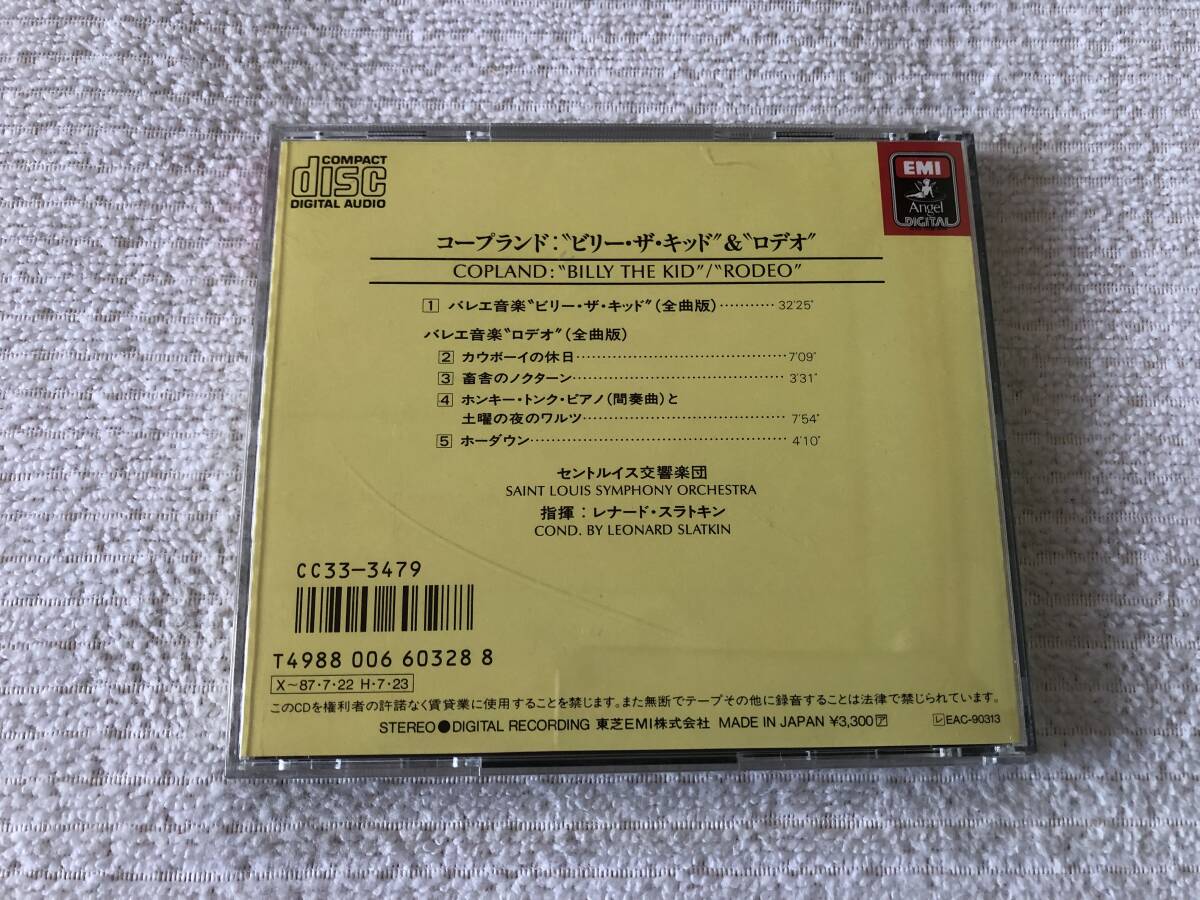 COMPACT
disc
DIGITAL AUDIO
EMI
Angel
DIGITAL
コープランド:“ビリー・ザ・キッド”&“ロデオ”
COPLAND: “BILLY THE KID”/“RODEO”
1 バレエ音楽“ビリー・ザ・キッド”(全曲版)………… 32'25"
バレエ音楽“ロデオ”(全曲版)
2 カウボーイの休日………………………………… 7'09"
3 畜舎のノクターン………………………………… 3'31"
4 ホンキー・トンク・ピアノ(間奏曲)と
土曜の夜のワルツ………………………………… 7'54"
5 ホーダウン………………………………………… 4'10"
セントルイス交響楽団
SAINT LOUIS SYMPHONY ORCHESTRA
指揮:レナード・スラトキン
COND. BY LEONARD SLATKIN
CC33-3479
T4988 006 60328 8
X~87・7・22 H・7・23
このCDを権利者の許諾なく賃貸業に使用することを禁じます。また無断でテープその他に録音することは法律で禁じられています。
STEREO●DIGITAL RECORDING 東芝EMI株式会社 MADE IN JAPAN ¥3,300 ア レ EAC-90313